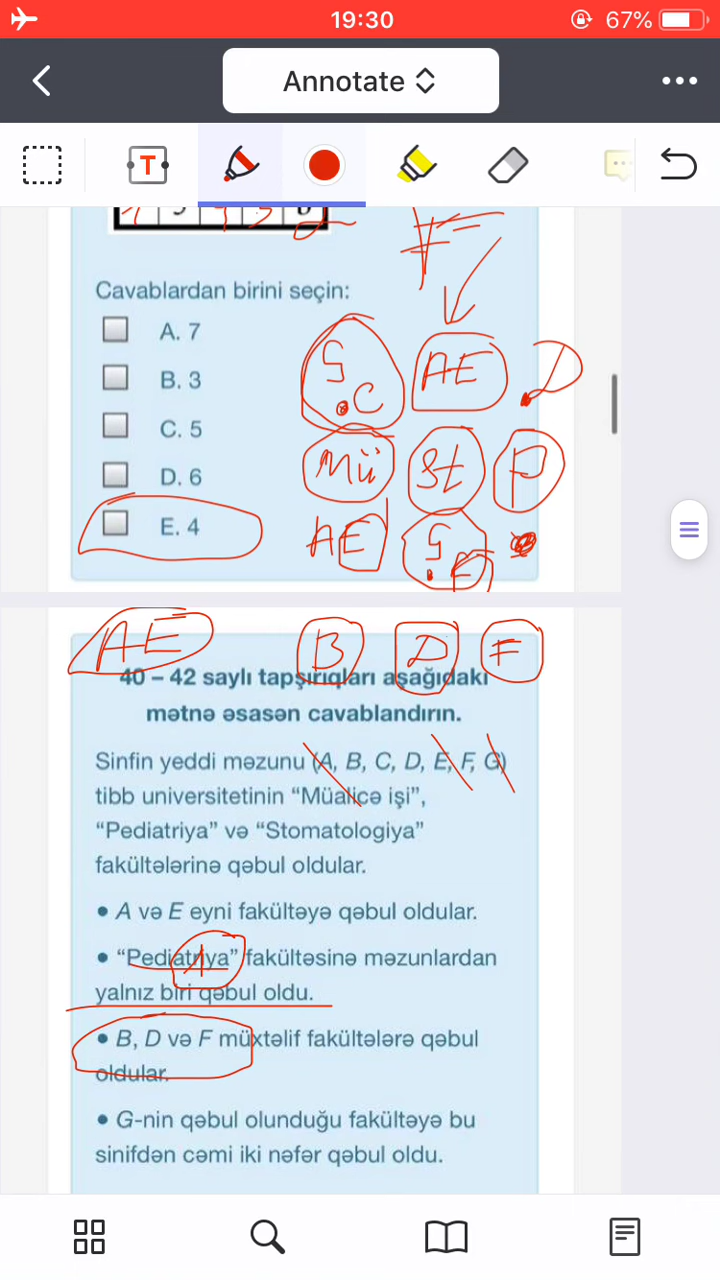 19:30
67%
Annotate
T
Cavablardan birini seçin:
A. 7
B. 3
C. 5
D. 6
E. 4
5
C
AE
D
Mü
St
P
AE
5
AE
B
D
F
40 – 42 saylı tapşırıqları aşağıdakı
mətnə əsasən cavablandırın.
Sinfin yeddi məzunu (A, B, C, D, E, F, G)
tibb universitetinin “Müalicə işi”,
“Pediatriya” və “Stomatologiya”
fakültələrinə qəbul oldular.
• A və E eyni fakültəyə qəbul oldular.
• “Pediatriya” fakültəsinə məzunlardan
yalnız biri qəbul oldu.
• B, D və F müxtəlif fakültələrə qəbul
oldular.
• G-nin qəbul olunduğu fakültəyə bu
sinifdən cəmi iki nəfər qəbul oldu.